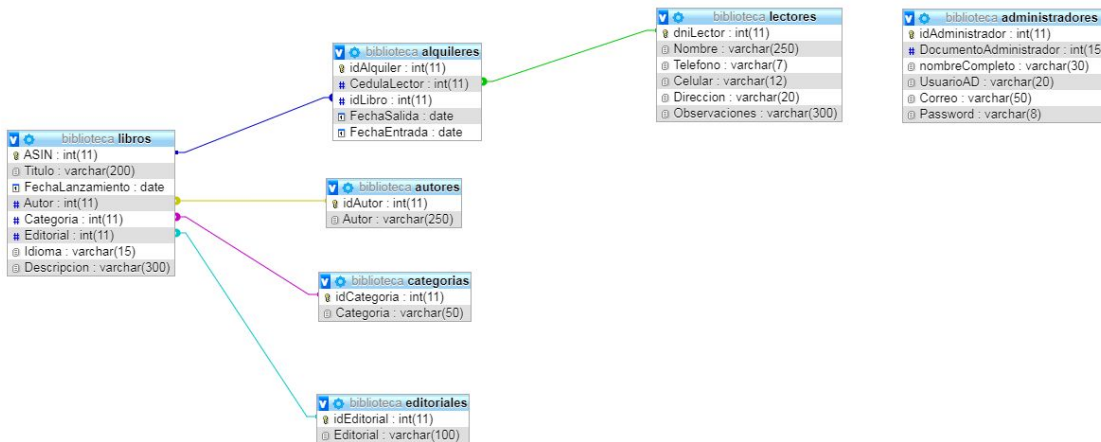 biblioteca libros
ASIN : int(11)
Titulo : varchar(200)
FechaLanzamiento : date
Autor : int(11)
Categoria : int(11)
Editorial : int(11)
Idioma : varchar(15)
Descripcion : varchar(300)
biblioteca alquileres
idAlquiler : int(11)
CedulaLector : int(11)
idLibro : int(11)
FechaSalida : date
FechaEntrada : date
biblioteca autores
idAutor : int(11)
Autor : varchar(250)
biblioteca categorias
idCategoria : int(11)
Categoria : varchar(50)
biblioteca editoriales
idEditorial : int(11)
Editorial : varchar(100)
biblioteca lectores
dniLector : int(11)
Nombre : varchar(250)
Telefono : varchar(7)
Celular : varchar(12)
Direccion : varchar(20)
Observaciones : varchar(300)
biblioteca administradores
idAdministrador : int(11)
DocumentoAdministrador : int(15
nombreCompleto : varchar(30)
UsuarioAD : varchar(20)
Correo : varchar(50)
Password : varchar(8)